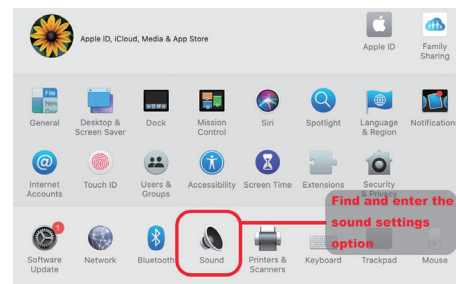 Apple ID, iCloud, Media & App Store
Apple ID
Family
Sharing
File
New
General
Desktop &
Screen Saver
Dock
Mission
Control
Siri
Spotlight
Language
& Region
Notifications
Internet
Accounts
Touch ID
Users &
Groups
Accessibility
Screen Time
Extensions
Security
& Privacy
Find and enter the
sound settings
option
1
Software
Update
Network
Bluetooth
Sound
Printers &
Scanners
Keyboard
Trackpad
Mouse